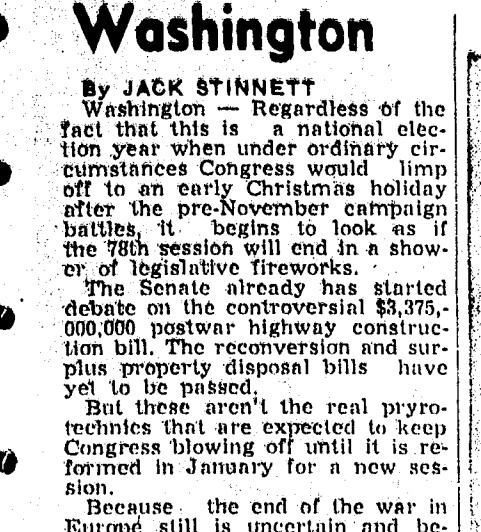 Washington
By JACK STINNETT
Washington — Regardless of the
fact that this is a national elec-
tion year when under ordinary cir-
cumstances Congress would limp
off to an early Christmas holiday
after the pre-November campaign
battles, it begins to look as if
the 78th session will end in a show-
er of legislative fireworks.
The Senate already has started
debate on the controversial $3,375,-
000,000 postwar highway construc-
tion bill. The reconversion and sur-
plus property disposal bills have
yet to be passed.
But these aren't the real pryro-
technics that are expected to keep
Congress blowing off until it is re-
formed in January for a new ses-
sion.
Because the end of the war in
Europe still is uncertain and be-